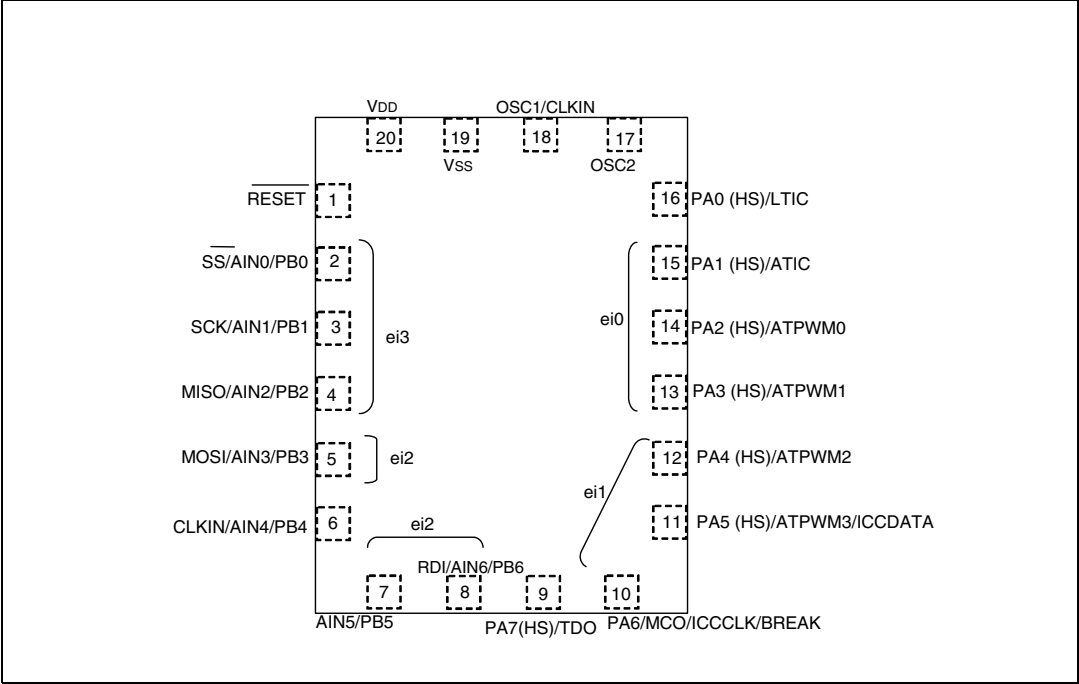 VDD
OSC1/CLKIN
20
19
18
17
VSS
OSC2
RESET
1
16
PA0 (HS)/LTIC
SS/AIN0/PB0
2
15
PA1 (HS)/ATIC
SCK/AIN1/PB1
3
ei3
ei0
14
PA2 (HS)/ATPWM0
MISO/AIN2/PB2
4
13
PA3 (HS)/ATPWM1
MOSI/AIN3/PB3
5
ei2
12
PA4 (HS)/ATPWM2
ei1
CLKIN/AIN4/PB4
6
ei2
11
PA5 (HS)/ATPWM3/ICCDATA
RDI/AIN6/PB6
7
8
9
10
AIN5/PB5
PA7(HS)/TDO
PA6/MCO/ICCCLK/BREAK